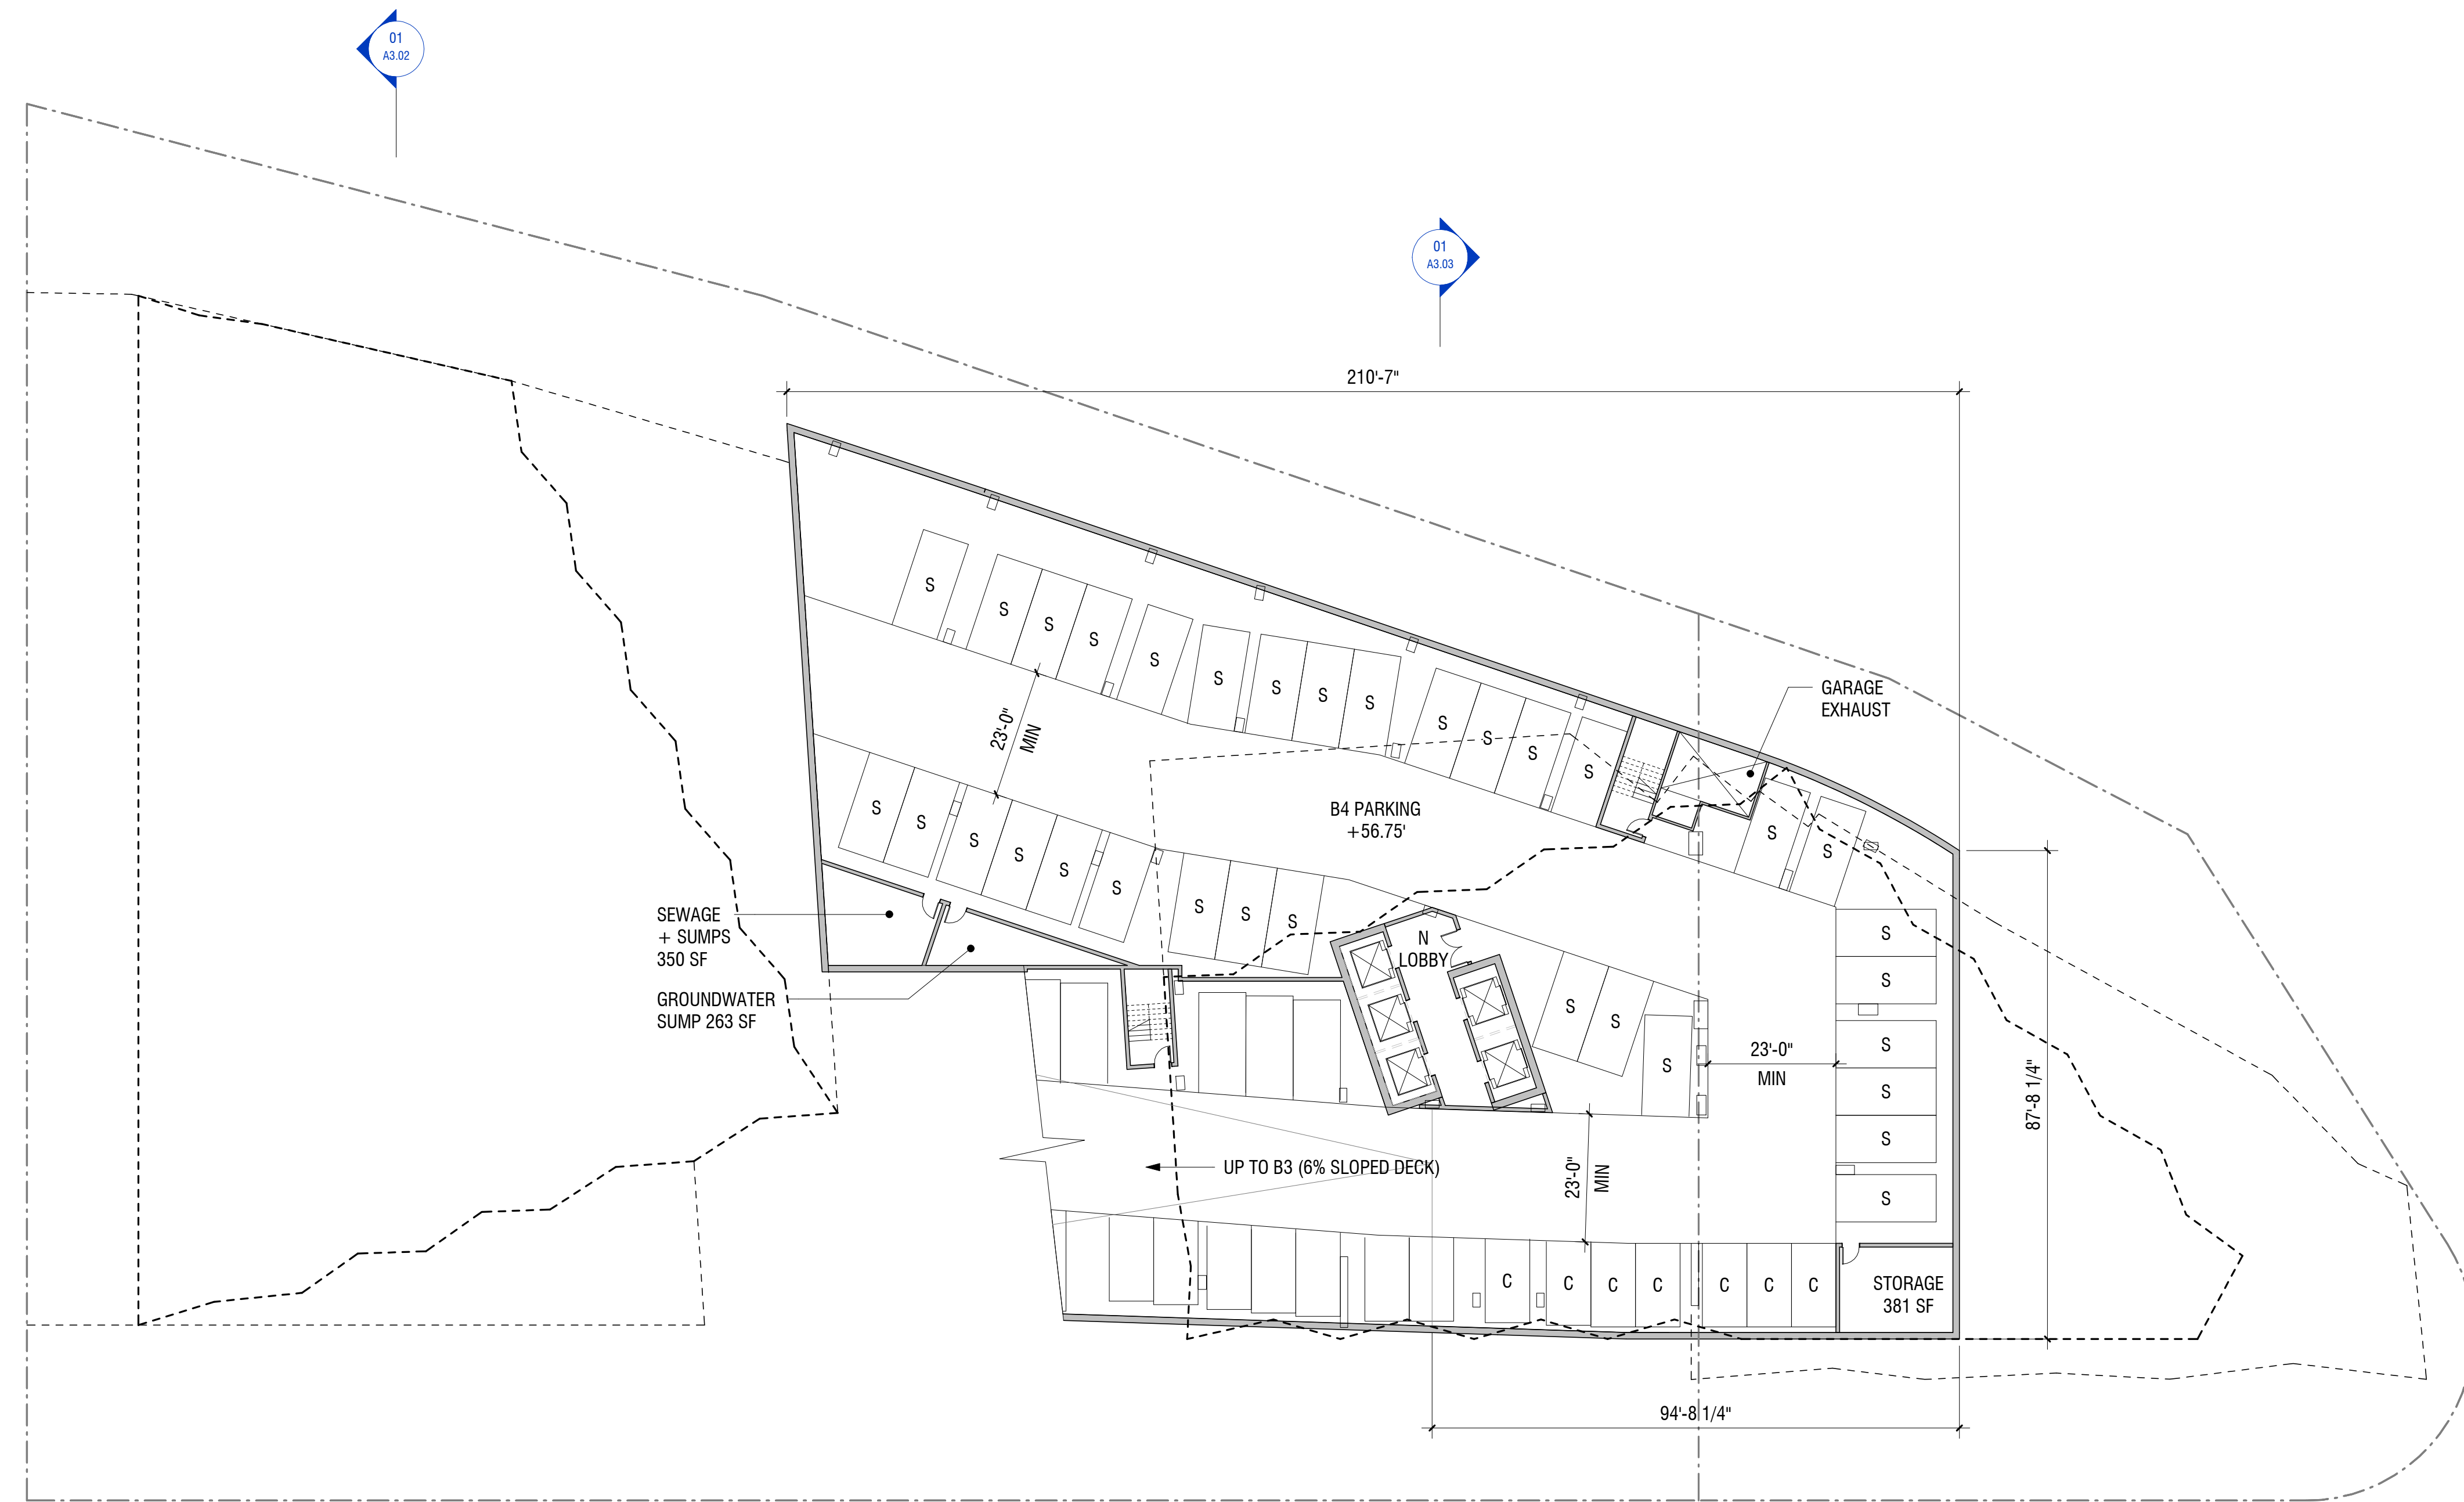 01
A3.02
01
A3.03
210'-7"
S
S
S
S
S
S
S
S
S
S
S
S
S
23'-0"
MIN
GARAGE
EXHAUST
B4 PARKING
+56.75'
S
S
S
S
S
S
S
S
S
S
S
S
SEWAGE
+ SUMPS
350 SF
GROUNDWATER
SUMP 263 SF
N
LOBBY
S
S
S
S
S
23'-0"
MIN
S
S
S
S
87'-8 1/4"
UP TO B3 (6% SLOPED DECK)
23'-0"
MIN
S
C
C
C
C
C
C
C
STORAGE
381 SF
94'-8 1/4"